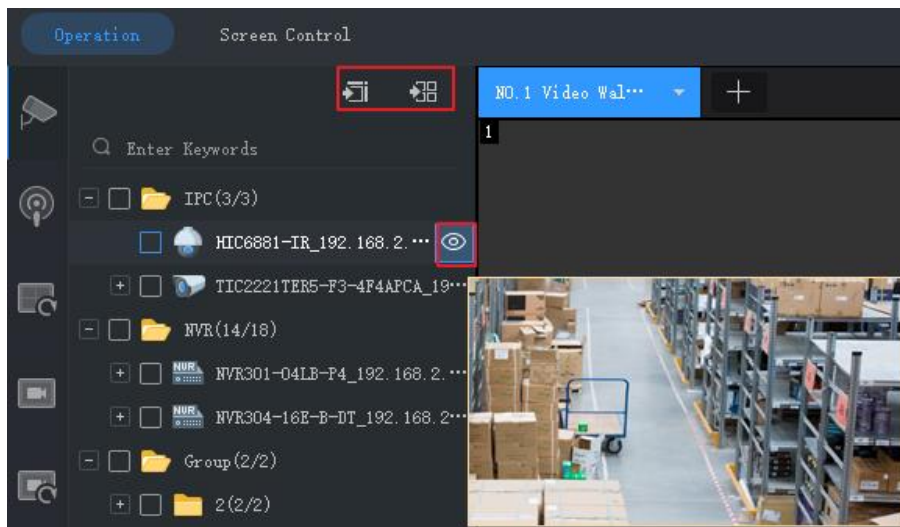 Operation Screen Control
NO.1 Video Wal···
1
Enter Keywords
IPC(3/3)
HIC6881-IR_192.168.2.···
TIC2221TER5-F3-4F4APCA_19···
NVR(14/18)
NVR
NVR301-04LB-P4_192.168.2.···
NVR
NVR304-16E-B-DT_192.168.2···
Group(2/2)
2(2/2)